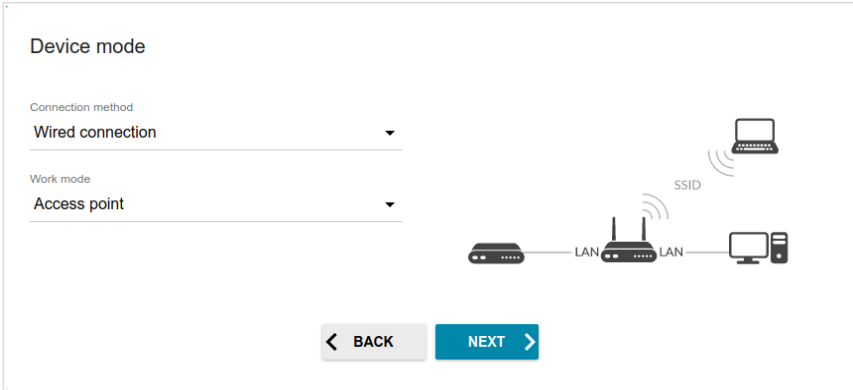 Device mode
Connection method
Wired connection
Work mode
Access point
SSID
LAN LAN
BACK NEXT